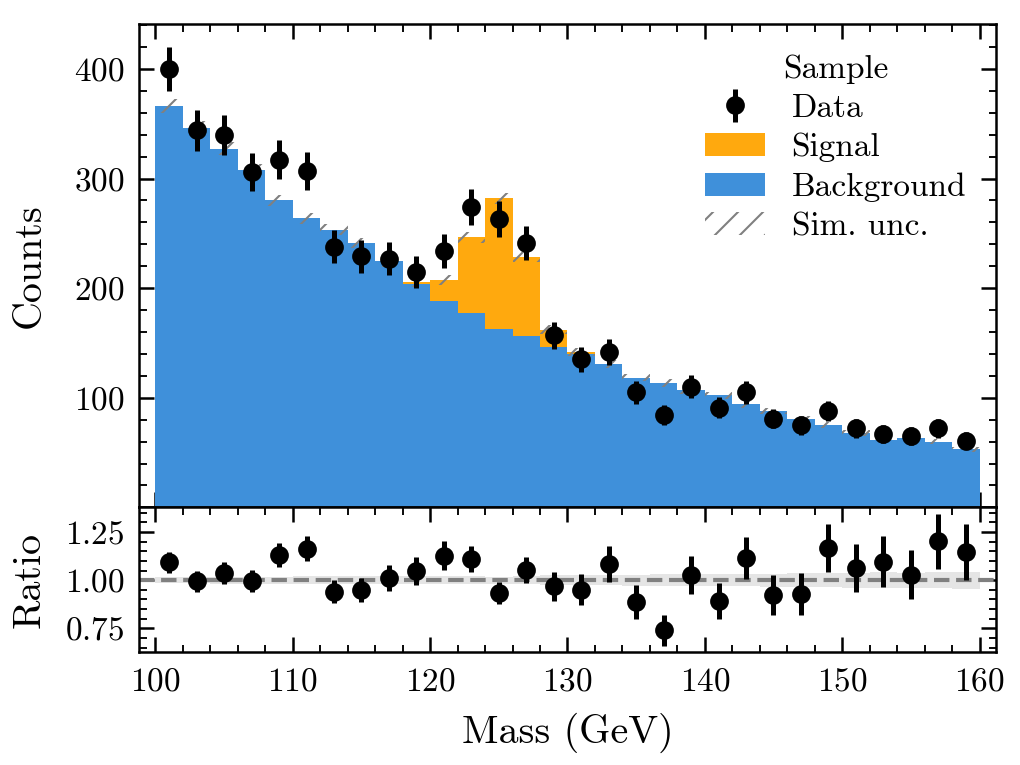 Counts
400
300
200
100
Sample
Data
Signal
Background
Sim. unc.
Ratio
1.25
1.00
0.75
100 110 120 130 140 150 160
Mass (GeV)